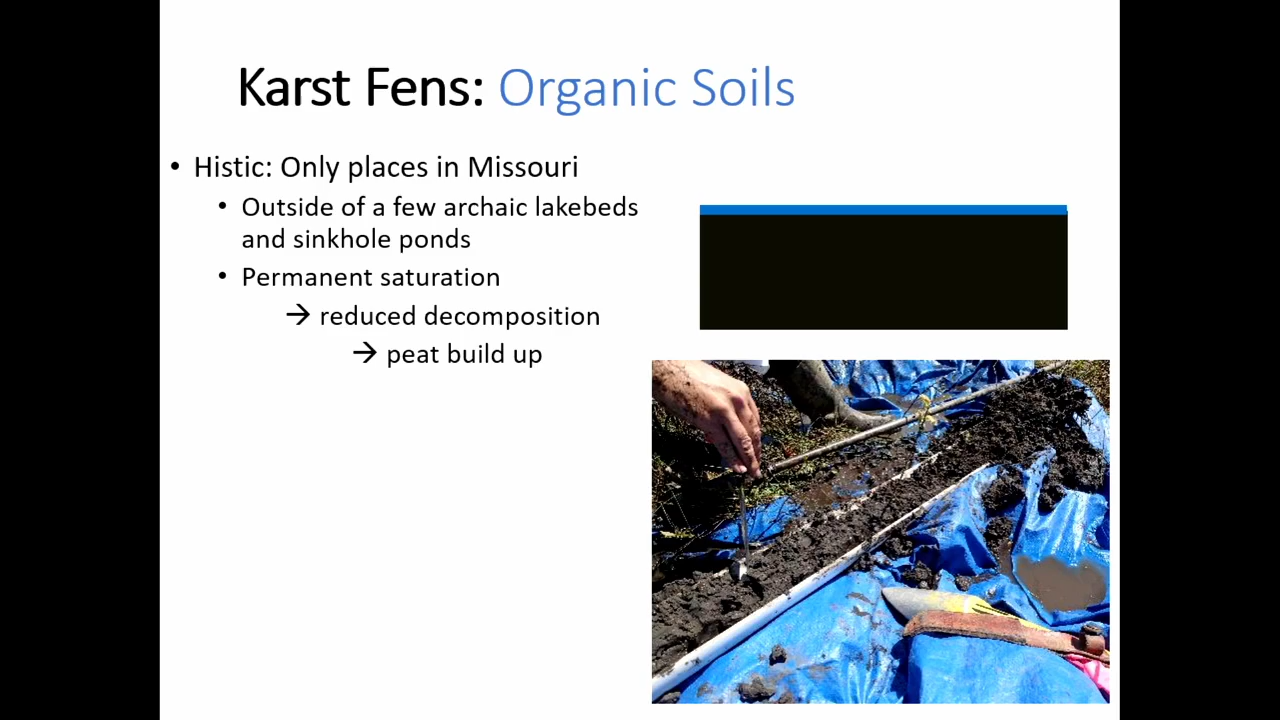 Karst Fens: Organic Soils
• Histic: Only places in Missouri
• Outside of a few archaic lakebeds
and sinkhole ponds
• Permanent saturation
→ reduced decomposition
→ peat build up